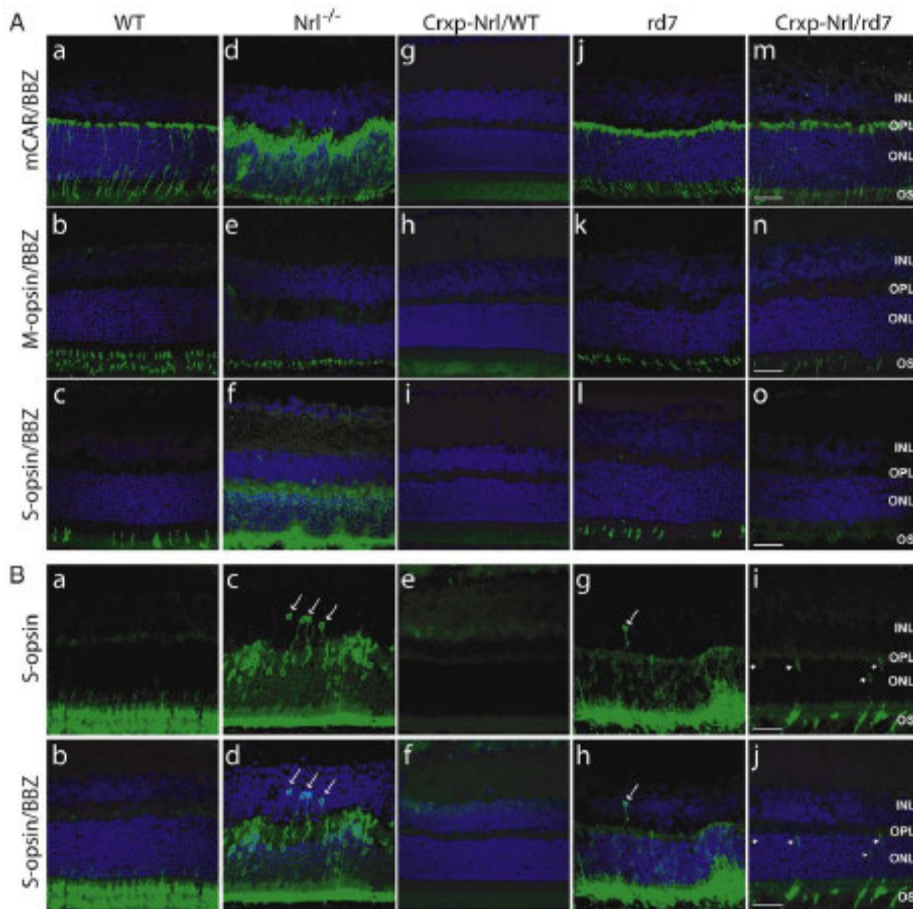 WT Nrl-/- Crxp-Nrl/WT rd7 Crxp-Nrl/rd7
A
mCAR/BBZ
a d g j m
INL
OPL
ONL
OS
M-opsin/BBZ
b e h k n
INL
OPL
ONL
OS
S-opsin/BBZ
c f i l o
INL
OPL
ONL
OS
B
S-opsin
a c e g i
INL
OPL
ONL
OS
S-opsin/BBZ
b d f h j
INL
OPL
ONL
OS